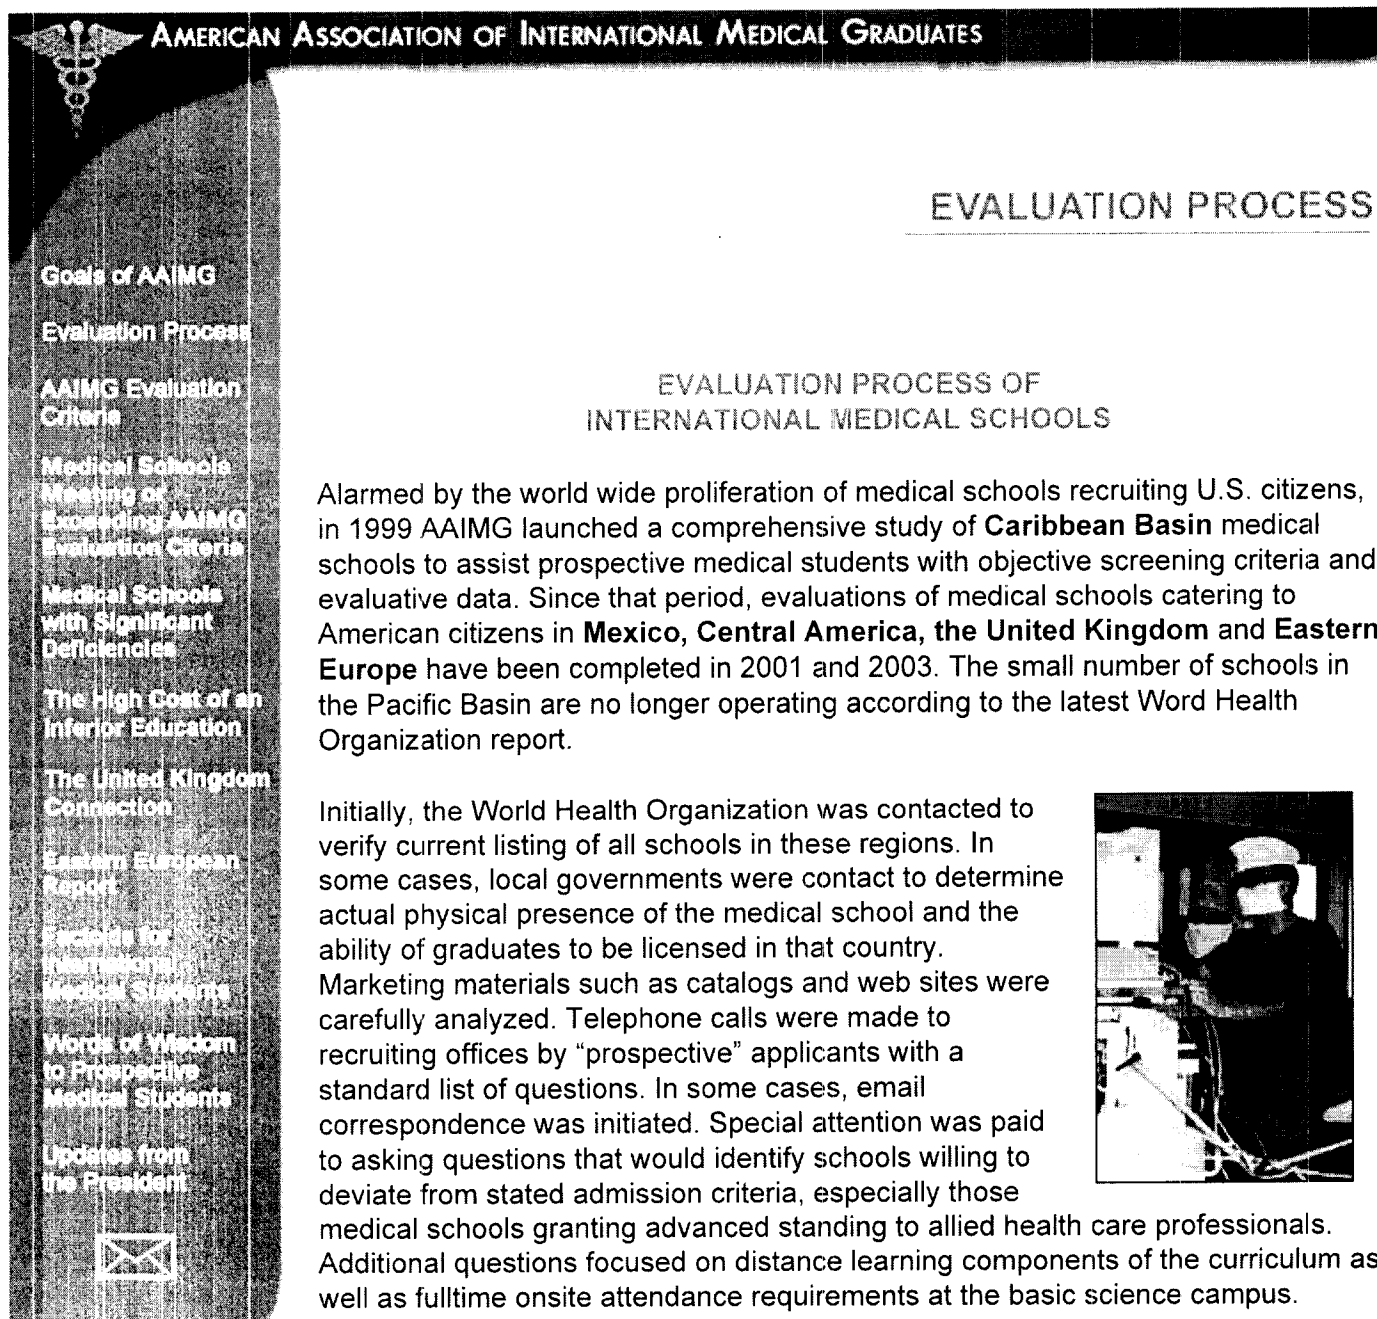 AMERICAN ASSOCIATION OF INTERNATIONAL MEDICAL GRADUATES
EVALUATION PROCESS
Goals of AAIMG
Evaluation Process
AAIMG Evaluation
Criteria
Medical Schools
Meeting or
Exceeding AAIMG
Evaluation Criteria
Medical Schools
with Significant
Deficiencies
The High Cost of an
Inferior Education
The United Kingdom
Connection
Eastern European
Report
for
International
Medical Students
Words of Wisdom
to Prospective
Medical Students
Updates from
the President
EVALUATION PROCESS OF
INTERNATIONAL MEDICAL SCHOOLS
Alarmed by the world wide proliferation of medical schools recruiting U.S. citizens,
in 1999 AAIMG launched a comprehensive study of Caribbean Basin medical
schools to assist prospective medical students with objective screening criteria and
evaluative data. Since that period, evaluations of medical schools catering to
American citizens in Mexico, Central America, the United Kingdom and Eastern
Europe have been completed in 2001 and 2003. The small number of schools in
the Pacific Basin are no longer operating according to the latest Word Health
Organization report.
Initially, the World Health Organization was contacted to
verify current listing of all schools in these regions. In
some cases, local governments were contact to determine
actual physical presence of the medical school and the
ability of graduates to be licensed in that country.
Marketing materials such as catalogs and web sites were
carefully analyzed. Telephone calls were made to
recruiting offices by “prospective” applicants with a
standard list of questions. In some cases, email
correspondence was initiated. Special attention was paid
to asking questions that would identify schools willing to
deviate from stated admission criteria, especially those
medical schools granting advanced standing to allied health care professionals.
Additional questions focused on distance learning components of the curriculum as
well as fulltime onsite attendance requirements at the basic science campus.